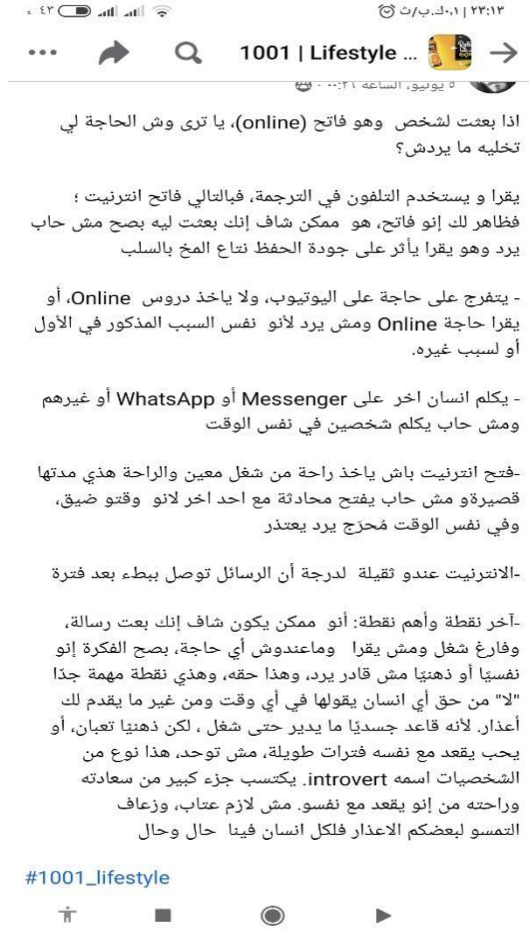 ٢٣:١٣ | ٠٫١ك.ب/ث
٤٣
1001 | Lifestyle ...
٥ يونيو، الساعة ٠٠:٢١ ·
اذا بعثت لشخص وهو فاتح (online)، يا ترى وش الحاجة لي
تخليه ما يردش؟
يقرا و يستخدم التلفون في الترجمة، فبالتالي فاتح انترنيت ؛
فظاهر لك إنو فاتح، هو ممكن شاف إنك بعثت ليه بصح مش حاب
يرد وهو يقرا يأثر على جودة الحفظ نتاع المخ بالسلب
- يتفرج على حاجة على اليوتيوب، ولا ياخذ دروس Online، أو
يقرا حاجة Online ومش يرد لأنو نفس السبب المذكور في الأول
أو لسبب غيره.
- يكلم انسان اخر على Messenger أو WhatsApp أو غيرهم
ومش حاب يكلم شخصين في نفس الوقت
-فتح انترنيت باش ياخذ راحة من شغل معين والراحة هذي مدتها
قصيرةو مش حاب يفتح محادثة مع احد اخر لانو وقتو ضيق،
وفي نفس الوقت مُحرَج يرد يعتذر
-الانترنيت عندو ثقيلة لدرجة أن الرسائل توصل ببطء بعد فترة
-آخر نقطة وأهم نقطة: أنو ممكن يكون شاف إنك بعت رسالة،
وفارغ شغل ومش يقرا وماعندوش أي حاجة، بصح الفكرة إنو
نفسيًا أو ذهنيًا مش قادر يرد، وهذا حقه، وهذي نقطة مهمة جدًا
"لا" من حق أي انسان يقولها في أي وقت ومن غير ما يقدم لك
أعذار. لأنه قاعد جسديًا ما يدير حتى شغل ، لكن ذهنيًا تعبان، أو
يحب يقعد مع نفسه فترات طويلة، مش توحد، هذا نوع من
الشخصيات اسمه introvert. يكتسب جزء كبير من سعادته
وراحته من إنو يقعد مع نفسو. مش لازم عتاب، وزعاف
التمسو لبعضكم الاعذار فلكل انسان فينا حال وحال
#1001_lifestyle